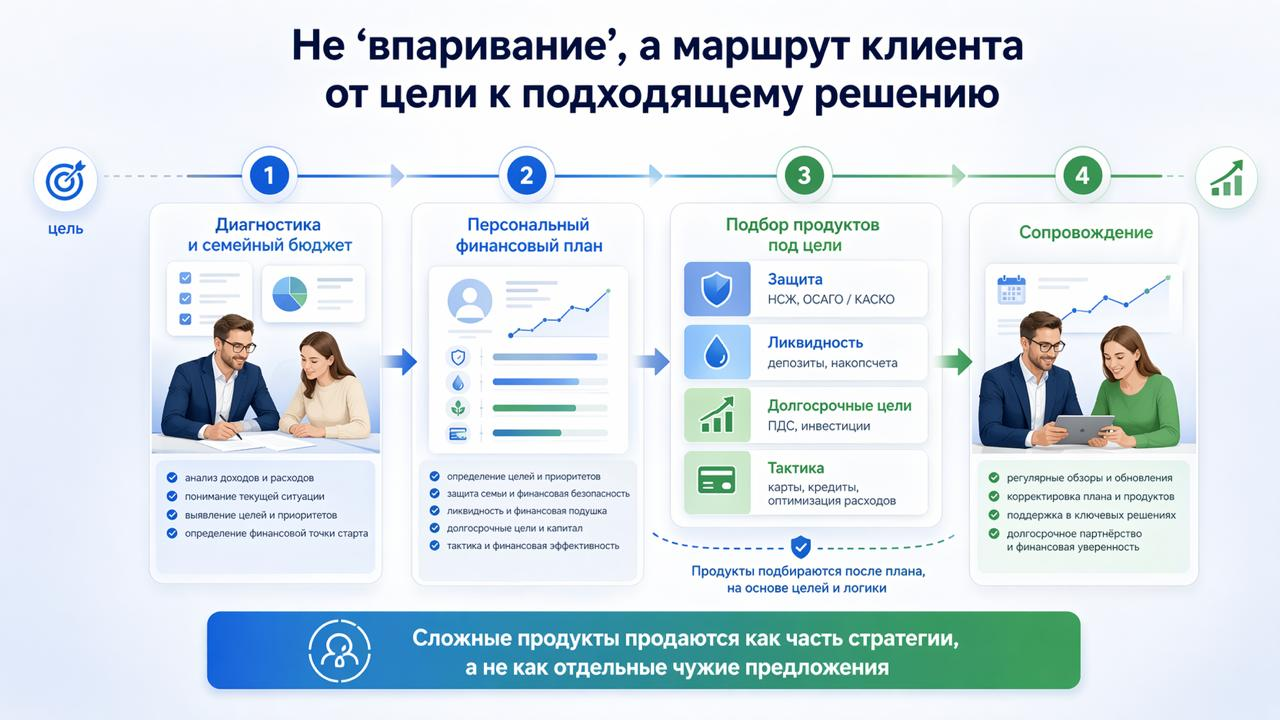 Не ‘впаривание’, а маршрут клиента
от цели к подходящему решению
цель
1
2
3
4
Диагностика
и семейный бюджет
анализ доходов и расходов
понимание текущей ситуации
выявление целей и приоритетов
определение финансовой точки старта
Персональный
финансовый план
определение целей и приоритетов
защита семьи и финансовая безопасность
ликвидность и финансовая подушка
долгосрочные цели и капитал
тактика и финансовая эффективность
Подбор продуктов
под цели
Защита
НСЖ, ОСАГО / КАСКО
Ликвидность
депозиты, накопсчета
Долгосрочные цели
ПДС, инвестиции
Тактика
карты, кредиты,
оптимизация расходов
Продукты подбираются после плана,
на основе целей и логики
Сопровождение
регулярные обзоры и обновления
корректировка плана и продуктов
поддержка в ключевых решениях
долгосрочное партнёрство
и финансовая уверенность
Сложные продукты продаются как часть стратегии,
а не как отдельные чужие предложения